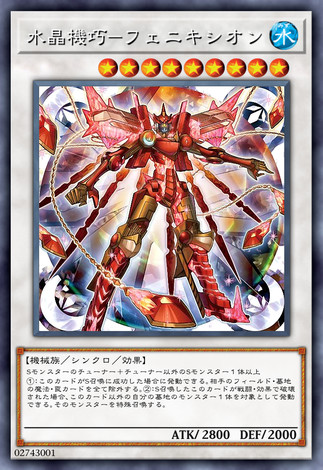 水晶機巧-フェニキシオン
水
【機械族／シンクロ／効果】
Sモンスターのチューナー＋チューナー以外のSモンスター１体以上
①：このカードがS召喚に成功した場合に発動できる。相手のフィールド・墓地
の魔法・罠カードを全て除外する。②：S召喚したこのカードが戦闘・効果で破壊
された場合、このカード以外の自分の墓地のモンスター１体を対象として発動
できる。そのモンスターを特殊召喚する。
ATK/ 2800 DEF/ 2000
02743001